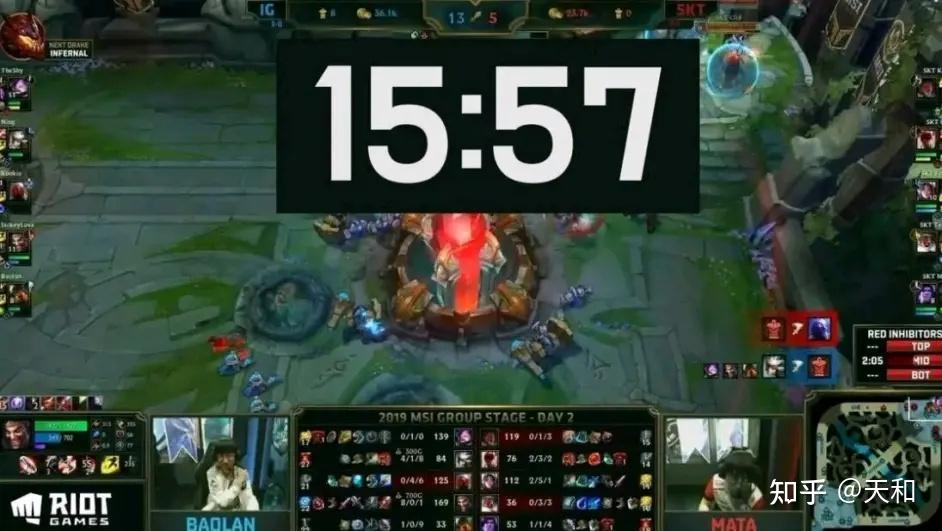 IG
8
36.1k
13
5
23.7k
0
SKT
NEXT DRAKE
INFERNAL
TheShy
Ning
Rookie
JackeyLove
Baolan
15:57
RED INHIBITORS
--- TOP
2:05 MID
--- BOT
2019 MSI GROUP STAGE - DAY 2
0/1/0 139 119 0/1/3
300G
4/1/8 84 76 2/3/2
0/4/6 125 112 2/5/1
700G
8/0/1 169 36 0/3/3
1/0/9 33 53 1/1/4
RIOT
GAMES
BAOLAN
MATA
知乎 @天和